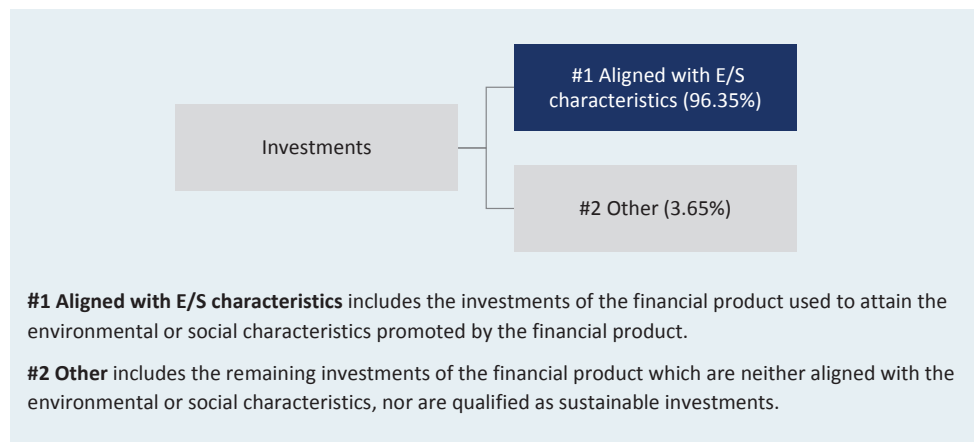 #1 Aligned with E/S
characteristics (96.35%)
Investments
#2 Other (3.65%)
#1 Aligned with E/S characteristics includes the investments of the financial product used to attain the
environmental or social characteristics promoted by the financial product.
#2 Other includes the remaining investments of the financial product which are neither aligned with the
environmental or social characteristics, nor are qualified as sustainable investments.